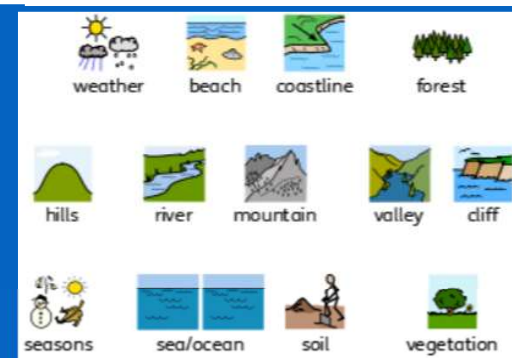 weather beach coastline forest
hills river mountain valley cliff
seasons sea/ocean soil vegetation